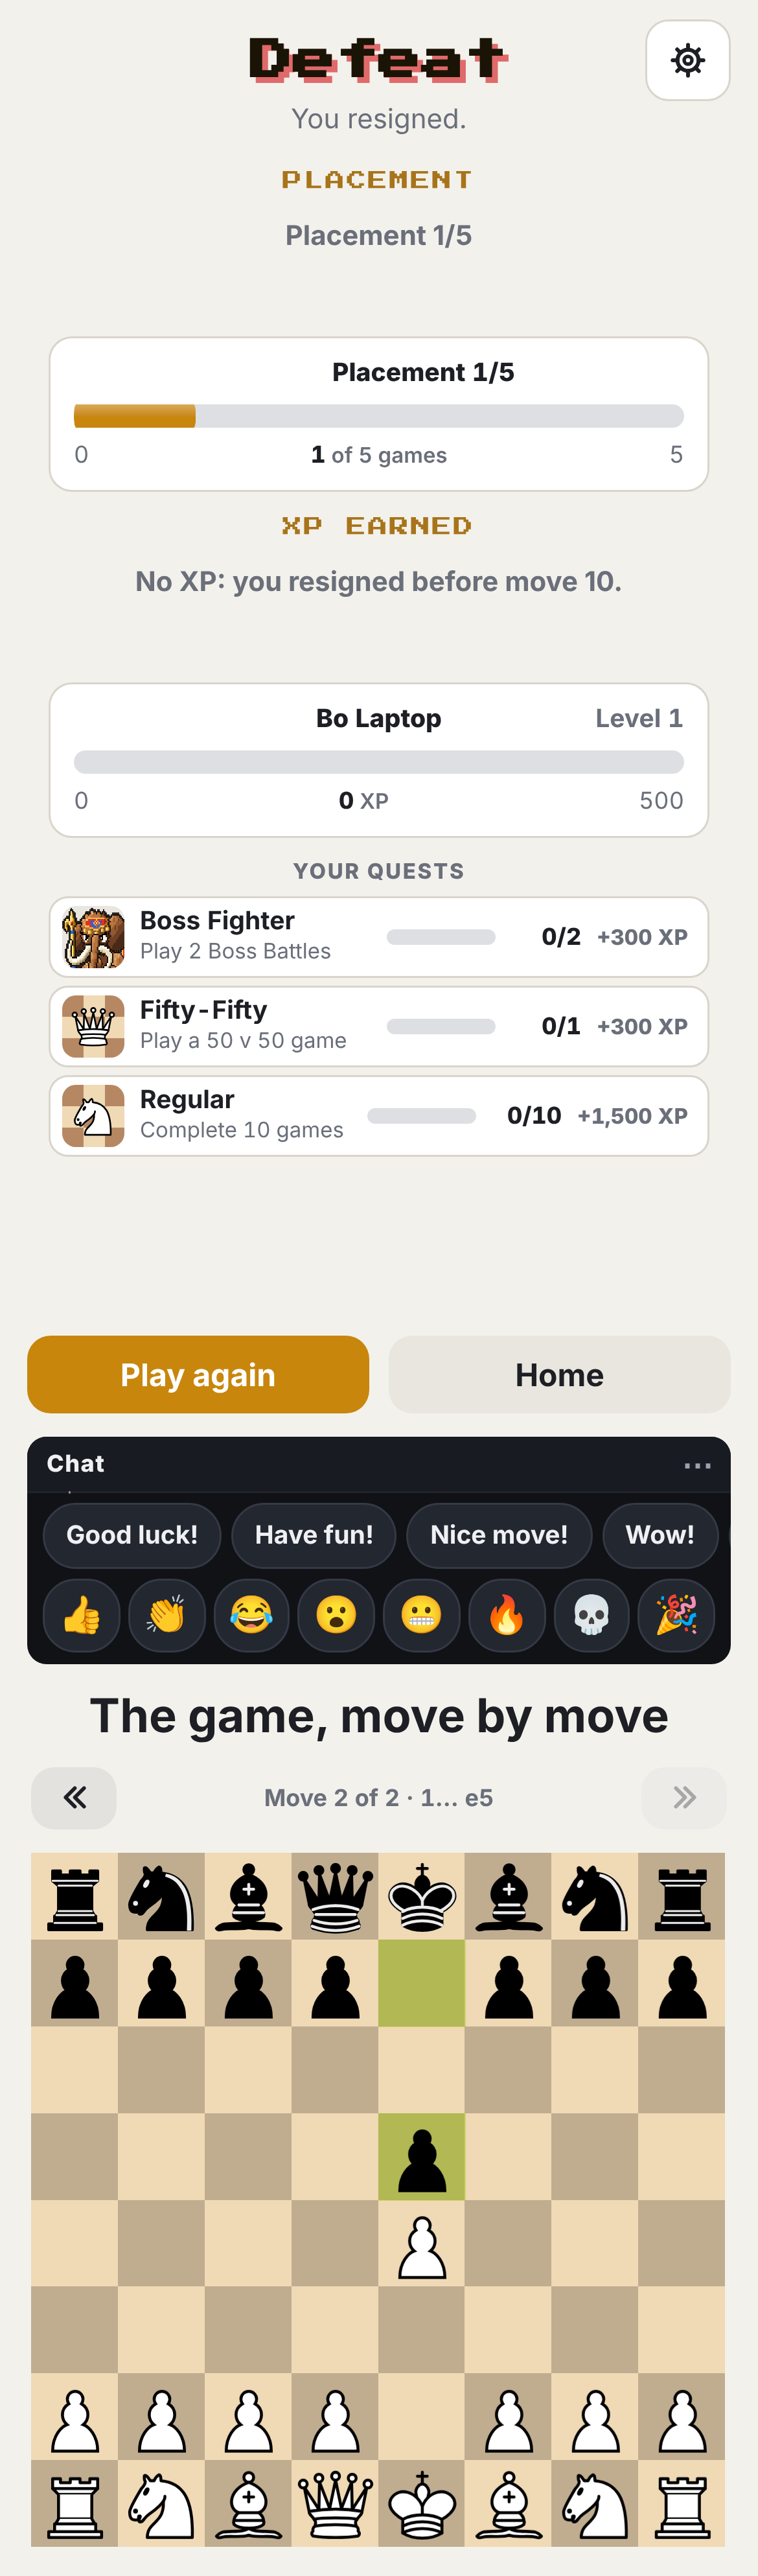 Defeat
You resigned.
PLACEMENT
Placement 1/5
Placement 1/5
0 1 of 5 games 5
XP EARNED
No XP: you resigned before move 10.
Bo Laptop Level 1
0 0 XP 500
YOUR QUESTS
Boss Fighter
Play 2 Boss Battles
0/2 +300 XP
Fifty-Fifty
Play a 50 v 50 game
0/1 +300 XP
Regular
Complete 10 games
0/10 +1,500 XP
Play again Home
Chat ...
Good luck! Have fun! Nice move! Wow!
👍 👏 😂 😮 😬 🔥 💀 🎉
The game, move by move
Move 2 of 2 · 1... e5